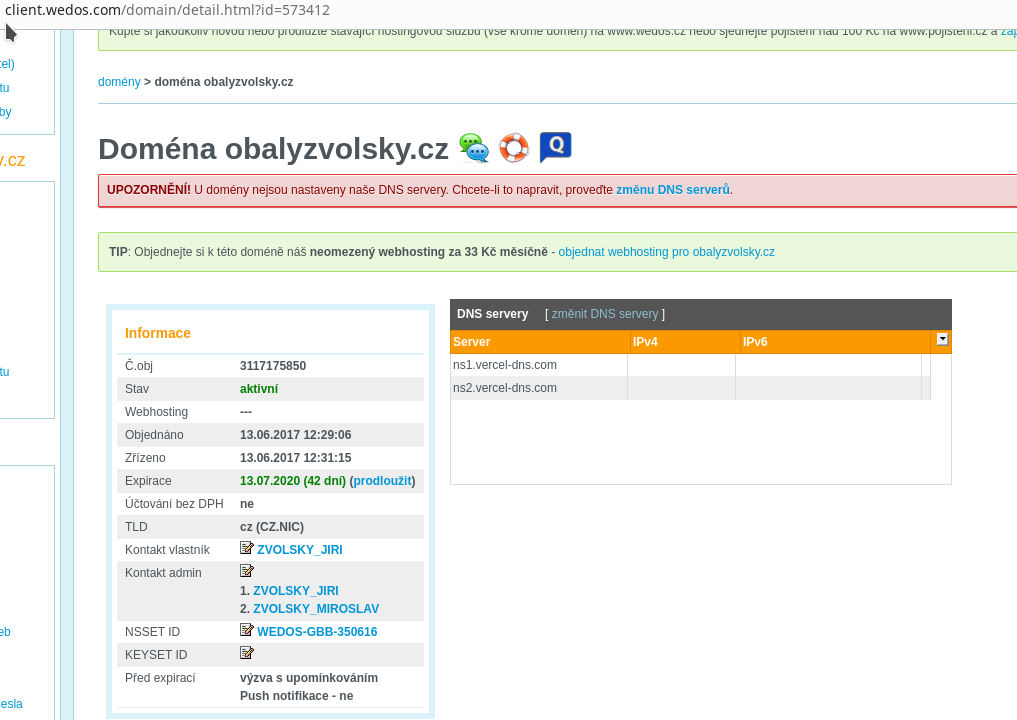 client.wedos.com/domain/detail.html?id=573412
Kupte si jakoukoliv novou nebo prodlužte stávající hostingovou službu (vše kromě domén) na www.wedos.cz nebo sjednejte pojištění nad 100 Kč na www.pojisteni.cz a
tel)
tu
by
domény > doména obalyzvolsky.cz
y.cz
Doména obalyzvolsky.cz
UPOZORNĚNÍ! U domény nejsou nastaveny naše DNS servery. Chcete-li to napravit, proveďte změnu DNS serverů.
TIP: Objednejte si k této doméně náš neomezený webhosting za 33 Kč měsíčně - objednat webhosting pro obalyzvolsky.cz
Informace
Č.obj 3117175850
Stav aktivní
Webhosting ---
Objednáno 13.06.2017 12:29:06
Zřízeno 13.06.2017 12:31:15
Expirace 13.07.2020 (42 dní) (prodloužit)
Účtování bez DPH ne
TLD cz (CZ.NIC)
Kontakt vlastník ZVOLSKY_JIRI
Kontakt admin
1. ZVOLSKY_JIRI
2. ZVOLSKY_MIROSLAV
NSSET ID WEDOS-GBB-350616
KEYSET ID
Před expirací výzva s upomínkováním
Push notifikace - ne
DNS servery [ změnit DNS servery ]
Server IPv4 IPv6
ns1.vercel-dns.com
ns2.vercel-dns.com
tu
eb
esla